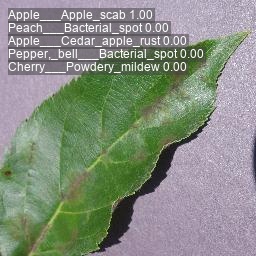 Apple___Apple_scab 1.00
Peach___Bacterial_spot 0.00
Apple___Cedar_apple_rust 0.00
Pepper,_bell___Bacterial_spot 0.00
Cherry___Powdery_mildew 0.00